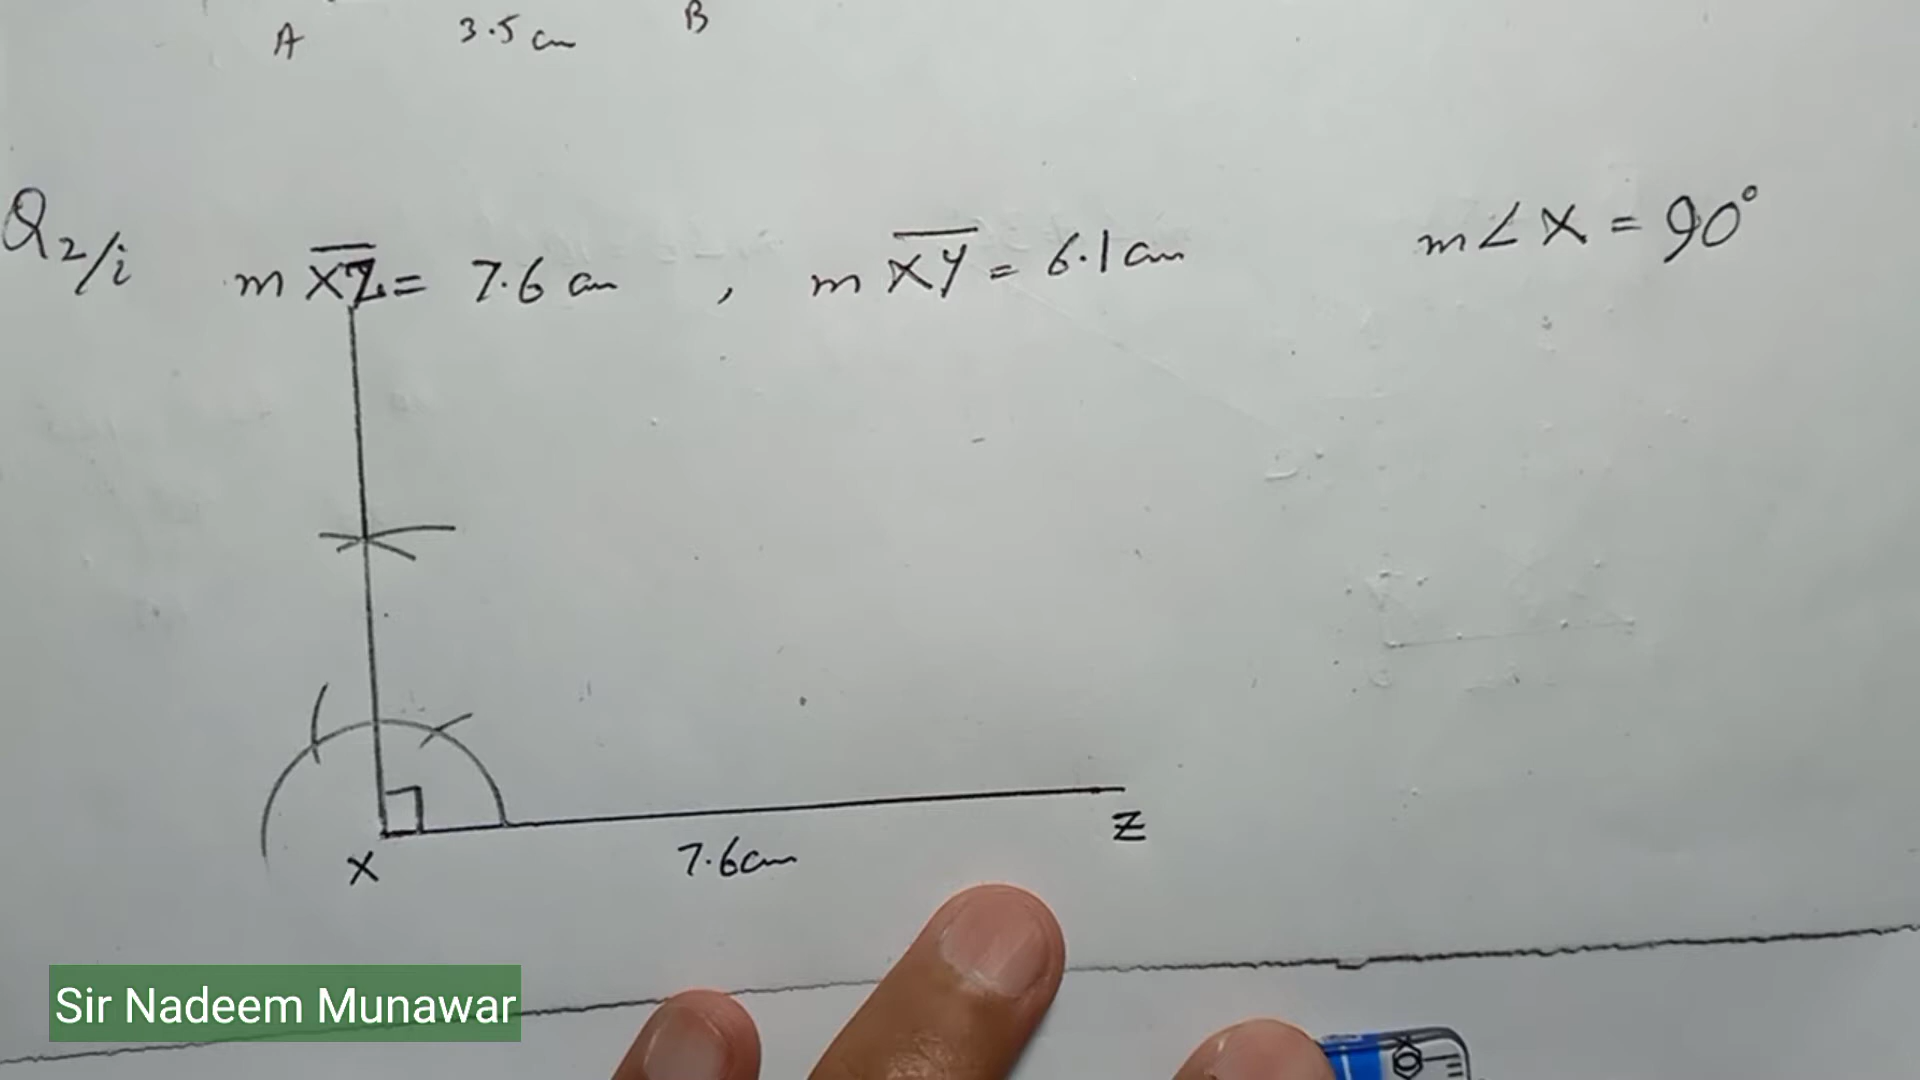 A 3.5 cm B
Q2/i m XZ = 7.6 cm , m XY = 6.1 cm m∠X = 90°
X 7.6cm Z
Sir Nadeem Munawar